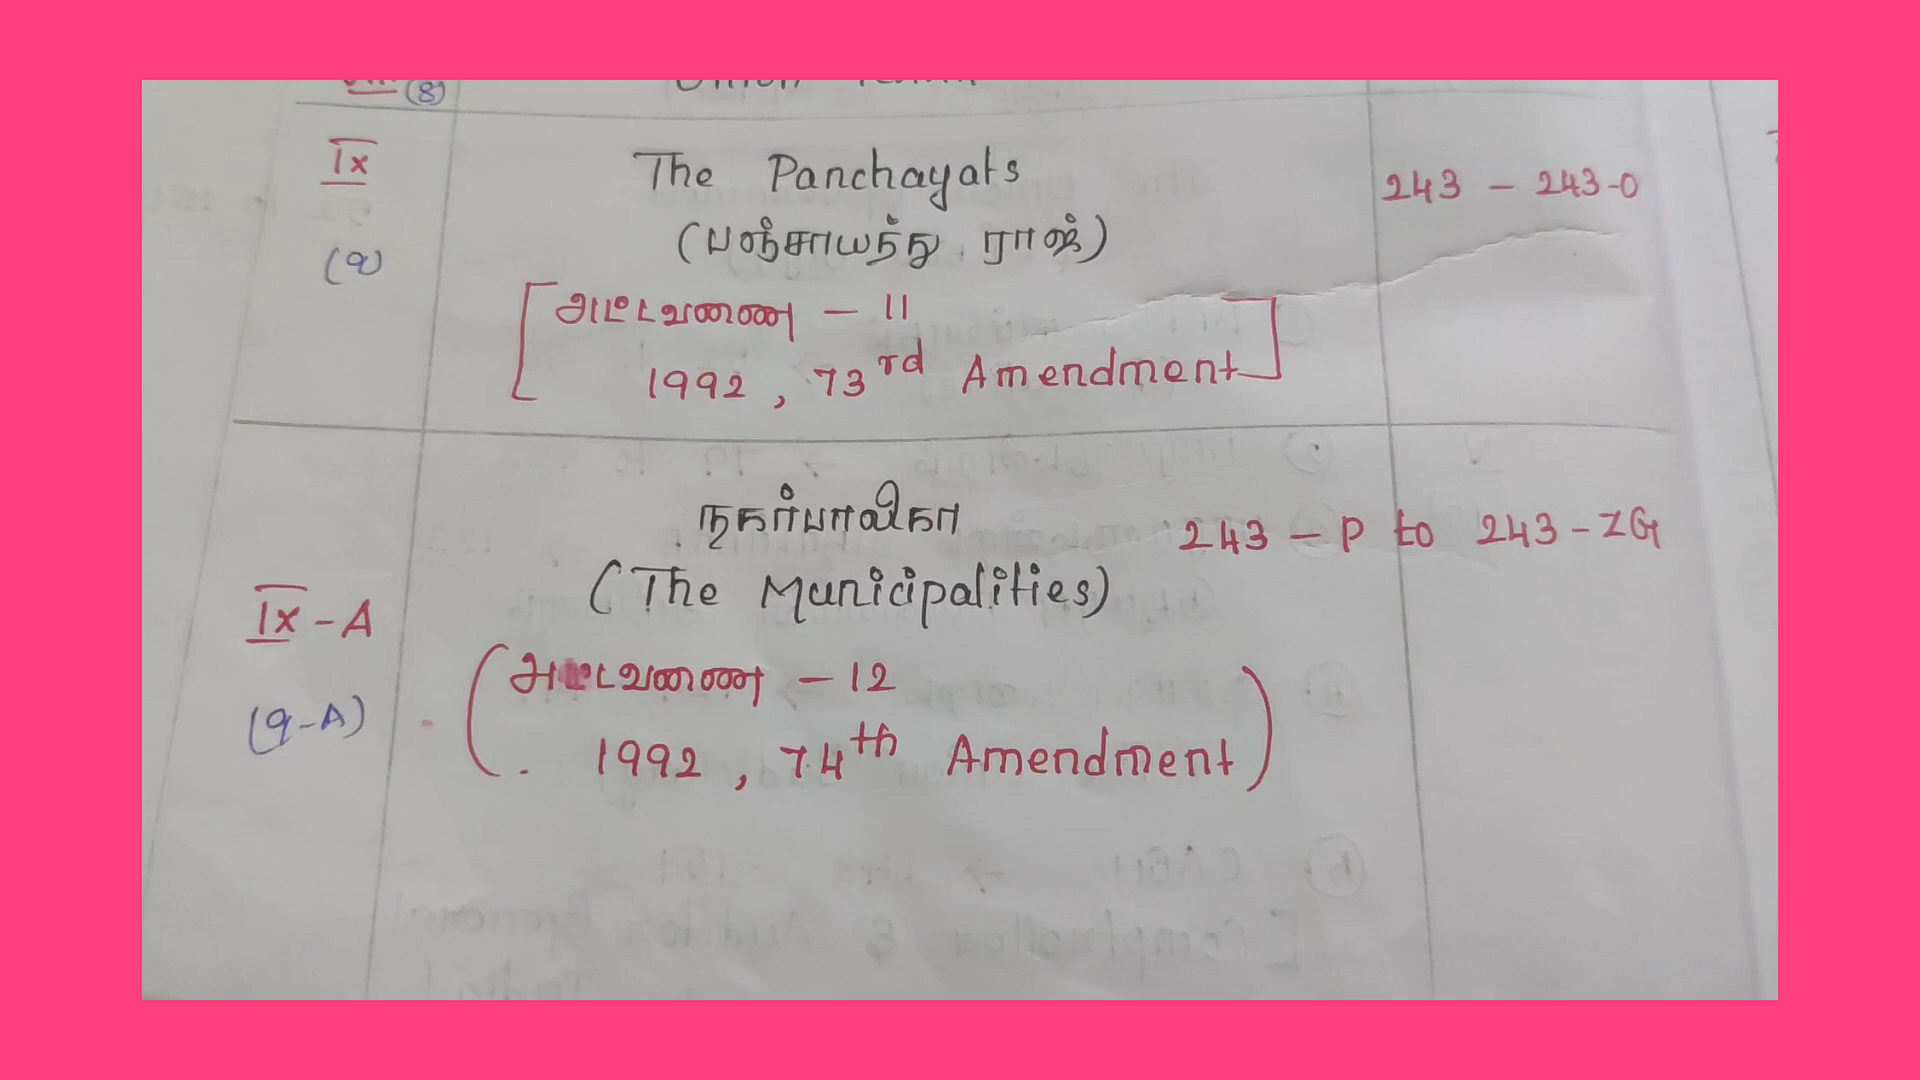 (8)
IX
The Panchayats
243 - 243-O
(9)
(பஞ்சாயத்து ராஜ்)
[அட்டவணை - 11
1992, 73rd Amendment]
நகர்பாலிகா
243 - P to 243 - ZG
(The Municipalities)
IX - A
(அட்டவணை - 12
(9-A)
1992, 74th Amendment)